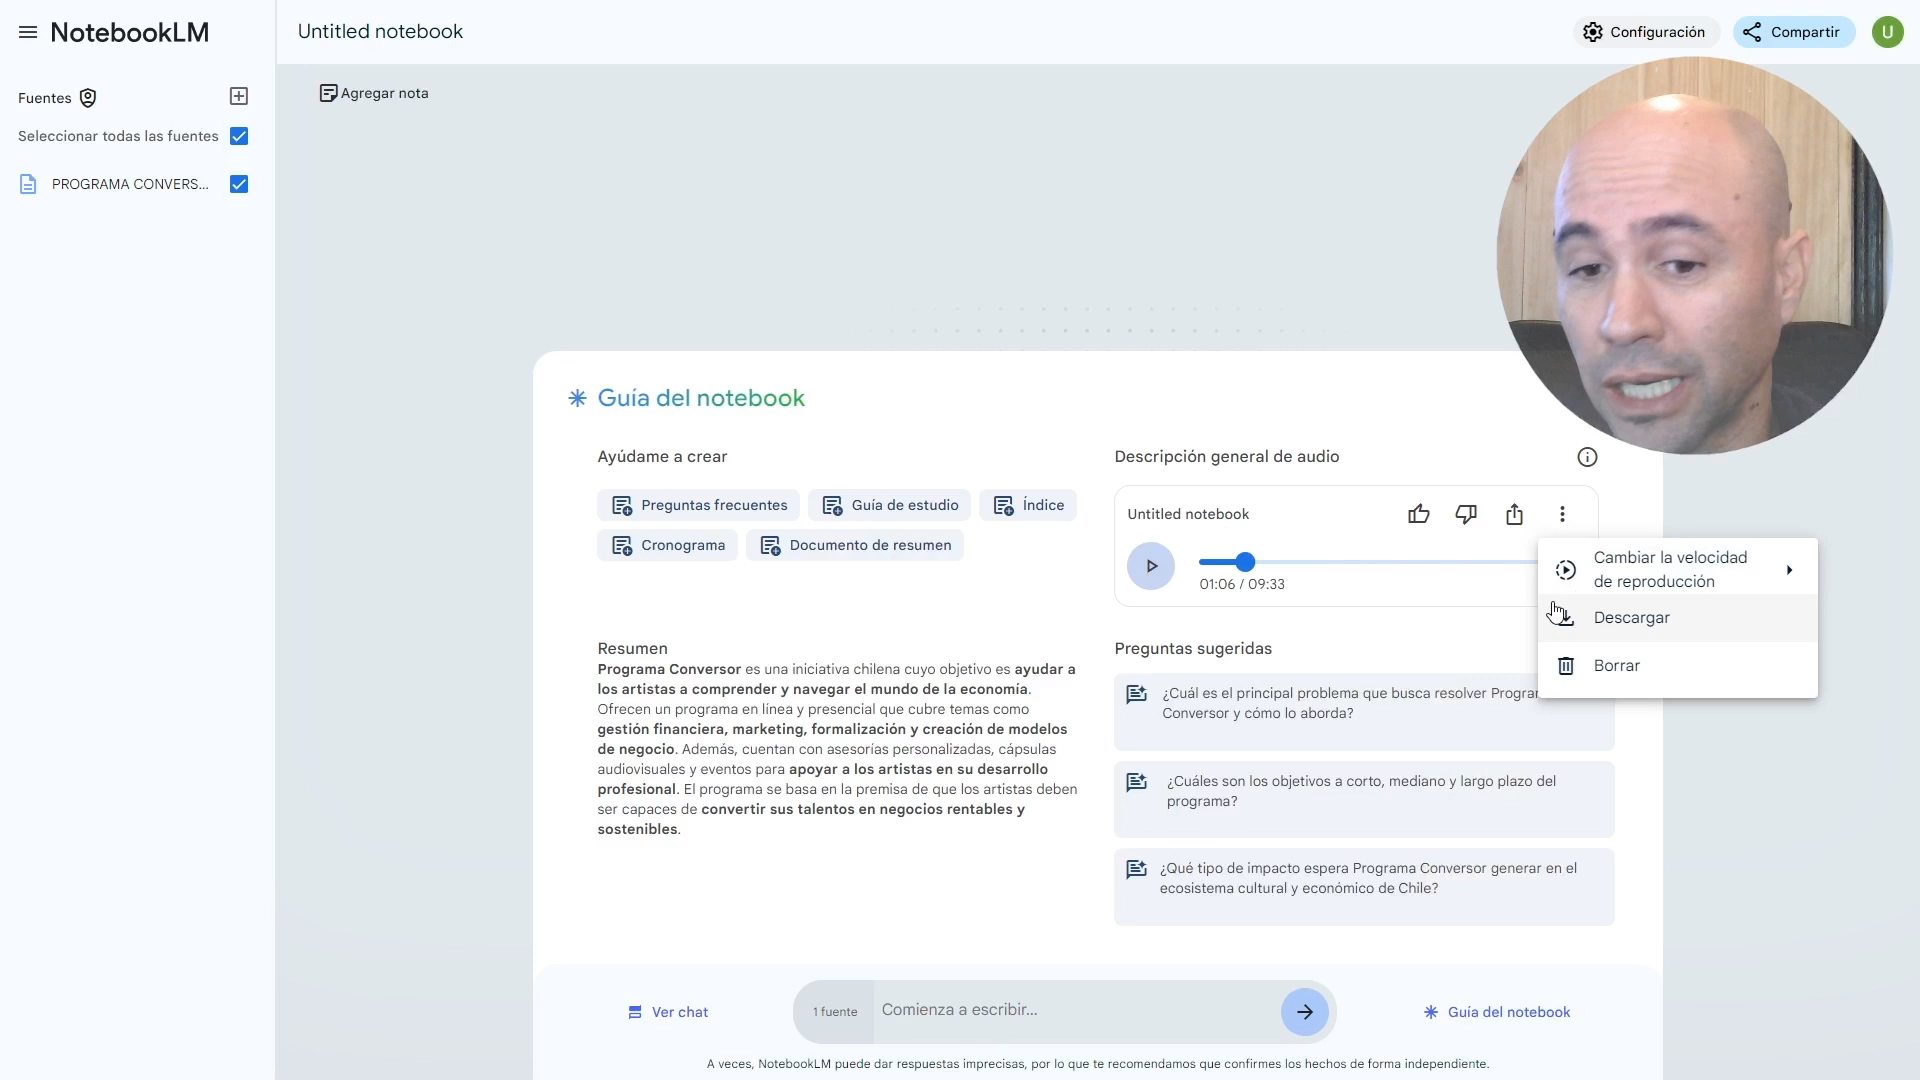 NotebookLM
Untitled notebook
Configuración
Compartir
U
Fuentes
Seleccionar todas las fuentes
PROGRAMA CONVERS...
Agregar nota
Guía del notebook
Ayúdame a crear
Preguntas frecuentes
Guía de estudio
Índice
Cronograma
Documento de resumen
Descripción general de audio
Untitled notebook
01:06 / 09:33
Cambiar la velocidad
de reproducción
Descargar
Borrar
Resumen
Programa Conversor es una iniciativa chilena cuyo objetivo es ayudar a
los artistas a comprender y navegar el mundo de la economía.
Ofrecen un programa en línea y presencial que cubre temas como
gestión financiera, marketing, formalización y creación de modelos
de negocio. Además, cuentan con asesorías personalizadas, cápsulas
audiovisuales y eventos para apoyar a los artistas en su desarrollo
profesional. El programa se basa en la premisa de que los artistas deben
ser capaces de convertir sus talentos en negocios rentables y
sostenibles.
Preguntas sugeridas
¿Cuál es el principal problema que busca resolver Progra
Conversor y cómo lo aborda?
¿Cuáles son los objetivos a corto, mediano y largo plazo del
programa?
¿Qué tipo de impacto espera Programa Conversor generar en el
ecosistema cultural y económico de Chile?
Ver chat
1 fuente
Comienza a escribir...
Guía del notebook
A veces, NotebookLM puede dar respuestas imprecisas, por lo que te recomendamos que confirmes los hechos de forma independiente.